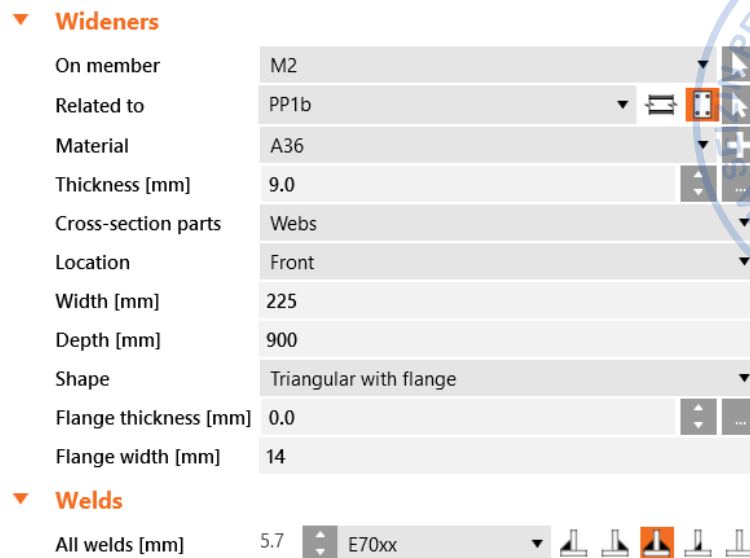 Wideners
On member M2
Related to PP1b
Material A36
Thickness [mm] 9.0 ...
Cross-section parts Webs
Location Front
Width [mm] 225
Depth [mm] 900
Shape Triangular with flange
Flange thickness [mm] 0.0 ...
Flange width [mm] 14
Welds
All welds [mm] 5.7 E70xx